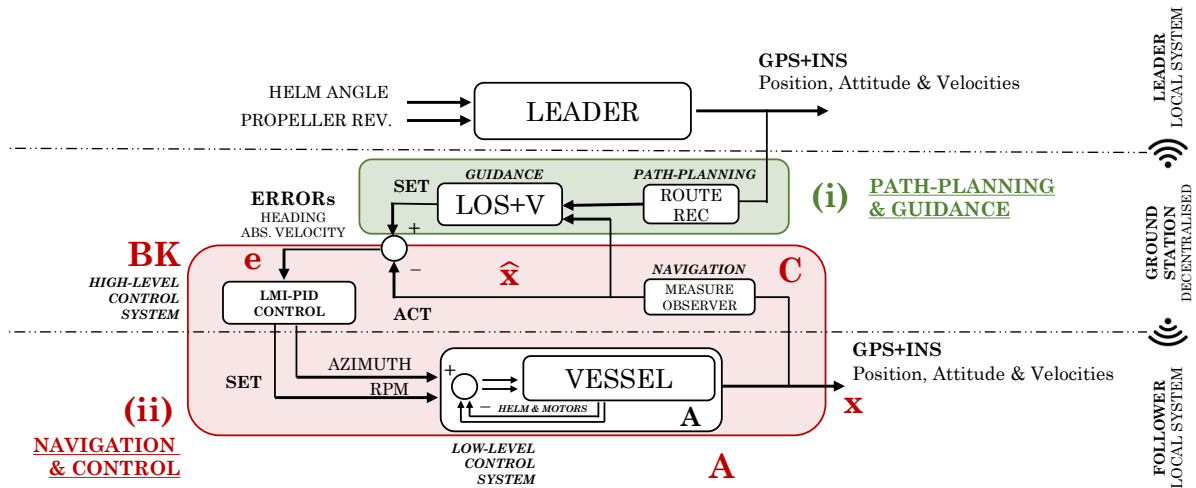 GPS+INS
Position, Attitude & Velocities
HELM ANGLE
PROPELLER REV.
LEADER
LEADER
LOCAL SYSTEM
GUIDANCE
PATH-PLANNING
SET
LOS+V
ROUTE
REC
(i)
PATH-PLANNING
& GUIDANCE
ERRORs
HEADING
ABS. VELOCITY
+
−
BK
HIGH-LEVEL
CONTROL
SYSTEM
e
x̂
C
NAVIGATION
MEASURE
OBSERVER
LMI-PID
CONTROL
ACT
GROUND
STATION
DECENTRALISED
GPS+INS
Position, Attitude & Velocities
AZIMUTH
SET
RPM
+
−
VESSEL
HELM & MOTORS
A
x
(ii)
NAVIGATION
& CONTROL
LOW-LEVEL
CONTROL
SYSTEM
A
FOLLOWER
LOCAL SYSTEM